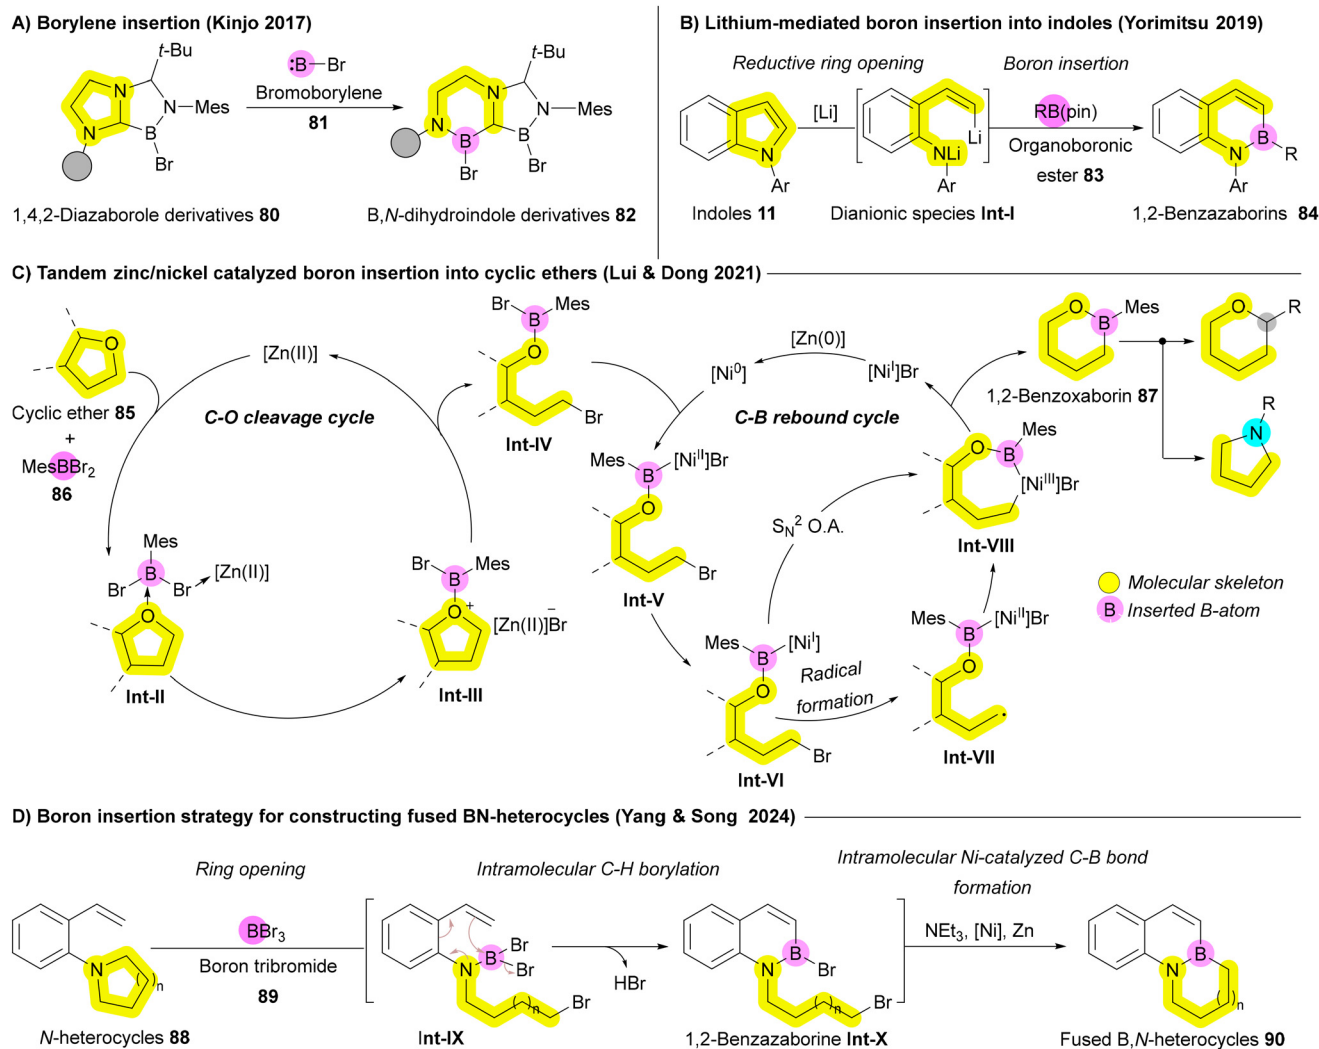 A) Borylene insertion (Kinjo 2017)
t-Bu
N
N
N
Mes
B
Br
:B
Br
Bromoborylene
81
t-Bu
N
N
N
Mes
B
B
Br
Br
1,4,2-Diazaborole derivatives 80
B,N-dihydroindole derivatives 82
B) Lithium-mediated boron insertion into indoles (Yorimitsu 2019)
Reductive ring opening
Boron insertion
N
Ar
[Li]
Li
NLi
Ar
RB(pin)
Organoboronic
ester 83
B
N
R
Ar
Indoles 11
Dianionic species Int-I
1,2-Benzazaborins 84
C) Tandem zinc/nickel catalyzed boron insertion into cyclic ethers (Lui & Dong 2021)
O
Cyclic ether 85
+
MesBBr2
86
[Zn(II)]
C-O cleavage cycle
Mes
B
Br
Br
[Zn(II)]
O
Int-II
Br
Mes
B
O
+
[Zn(II)]Br
−
Int-III
Br
Mes
B
O
Br
Int-IV
[Zn(0)]
[Ni0]
[NiI]Br
C-B rebound cycle
Mes
[NiII]Br
B
O
Br
Int-V
SN2 O.A.
Mes
[NiI]
B
O
Br
Int-VI
Radical
formation
Mes
[NiII]Br
B
O
Int-VII
Mes
O
B
[NiIII]Br
Int-VIII
O
Mes
B
1,2-Benzoxaborin 87
O
R
R
N
Molecular skeleton
B
Inserted B-atom
D) Boron insertion strategy for constructing fused BN-heterocycles (Yang & Song 2024)
Ring opening
Intramolecular C-H borylation
Intramolecular Ni-catalyzed C-B bond
formation
N
( )n
BBr3
Boron tribromide
89
Br
B
Br
N
( )n
Br
HBr
B
N
Br
( )n
Br
NEt3, [Ni], Zn
B
N
( )n
N-heterocycles 88
Int-IX
1,2-Benzazaborine Int-X
Fused B,N-heterocycles 90